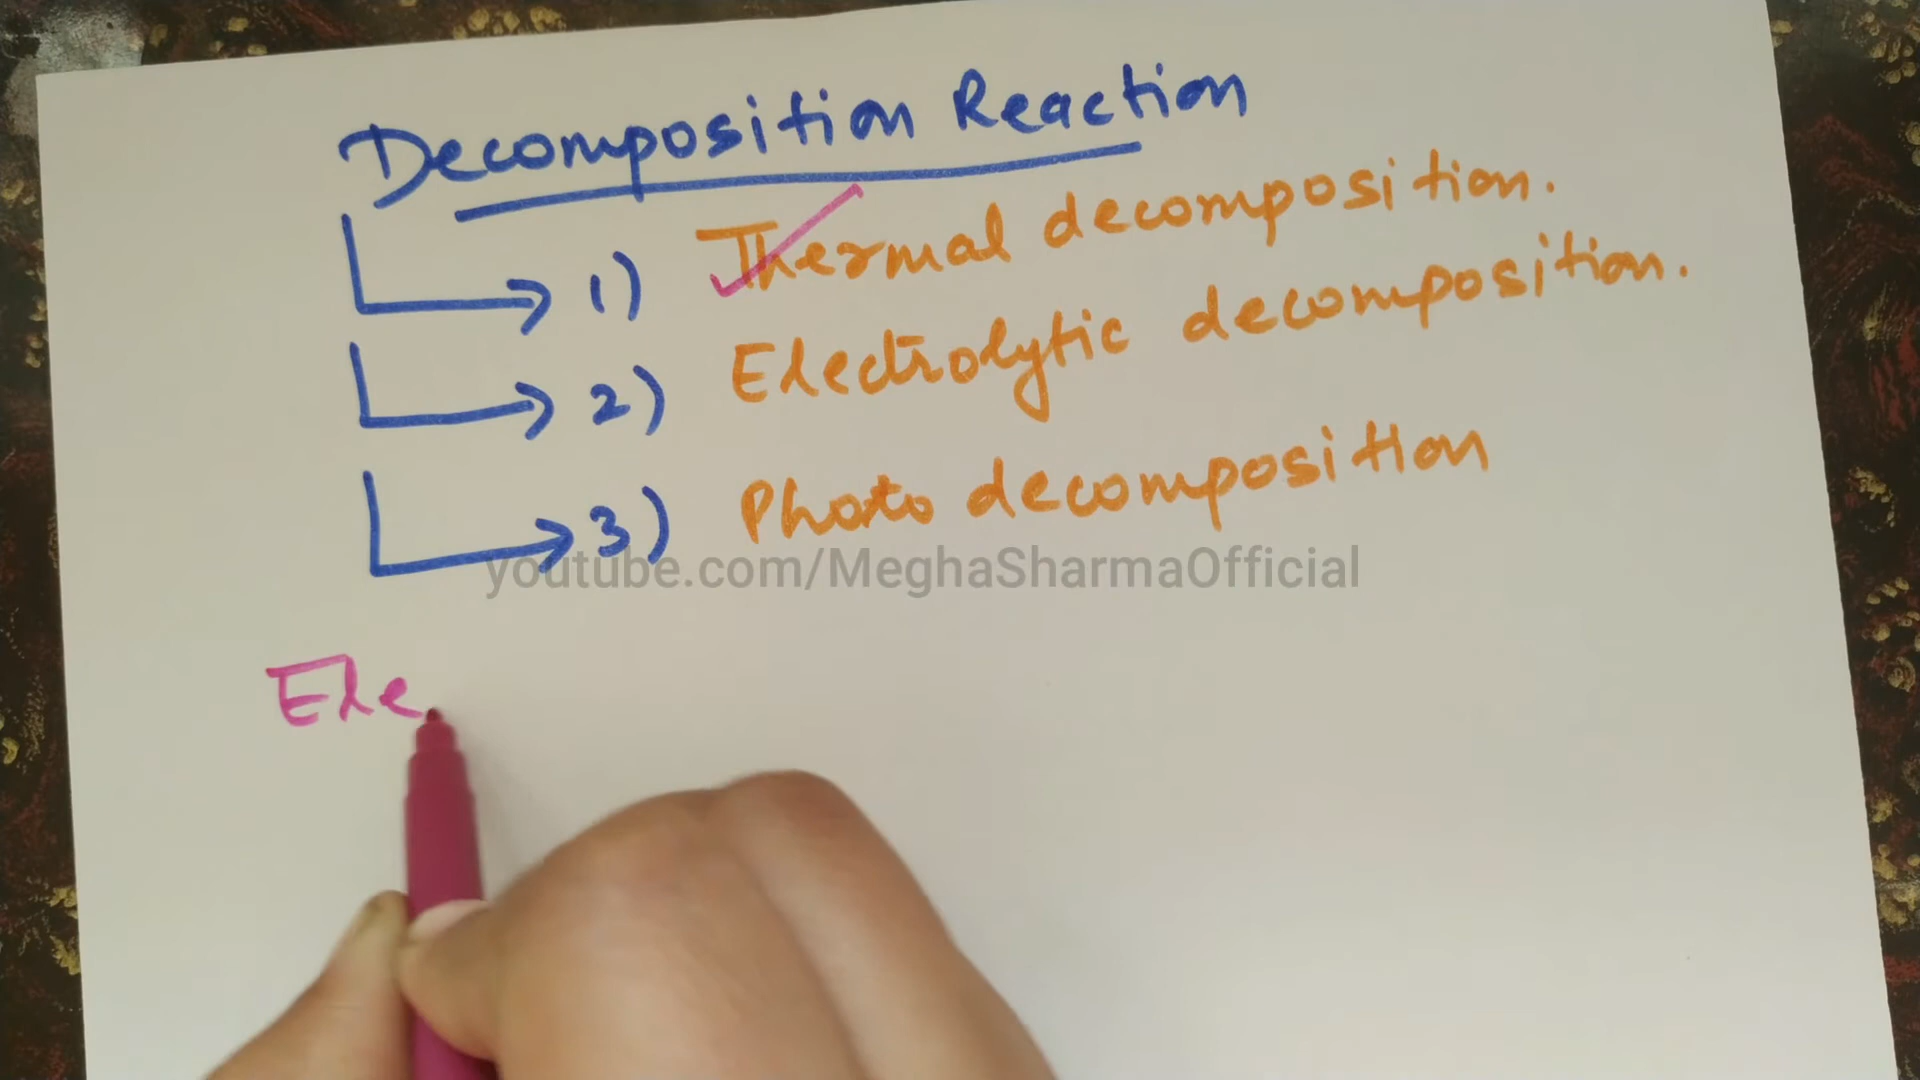 Decomposition Reaction
1) Thermal decomposition.
2) Electrolytic decomposition.
3) Photo decomposition
youtube.com/MeghaSharmaOfficial
Ele